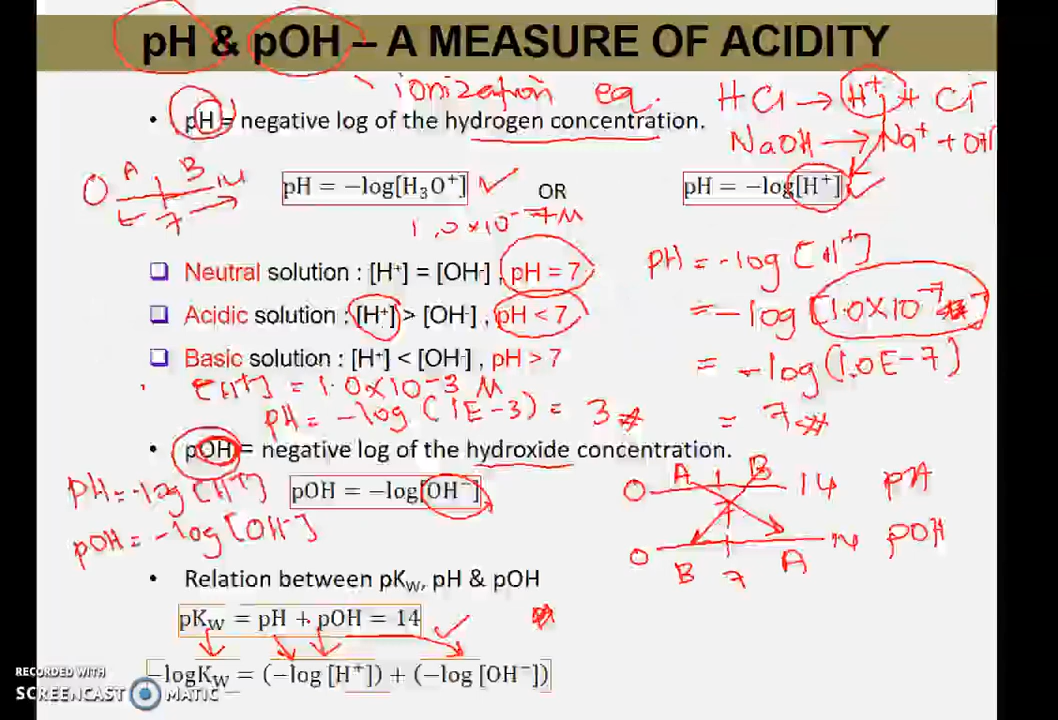 pH & pOH – A MEASURE OF ACIDITY
ionization eq.
HCl → H⁺ + Cl⁻
• pH = negative log of the hydrogen concentration.
NaOH → Na⁺ + OH
0 A B 14
7
pH = −log[H₃O⁺] OR pH = −log[H⁺]
1.0×10⁻⁷M
pH = -log [H⁺]
❑ Neutral solution : [H⁺] = [OH-] , pH = 7
= -log [1.0×10⁻⁷]
❑ Acidic solution : [H⁺] > [OH-] , pH < 7
❑ Basic solution : [H⁺] < [OH-] , pH > 7
= -log(1.0E-7)
[H⁺] = 1.0×10⁻³ M
pH = -log (1E-3) = 3
= 7
• pOH = negative log of the hydroxide concentration.
pH = -log [H⁺]
pOH = −log[OH⁻]
0 A B 14 pH
7
pOH = -log [OH⁻]
0 14 pOH
B 7 A
• Relation between pKw, pH & pOH
pKw = pH + pOH = 14
−logKw = (−log [H⁺]) + (−log [OH⁻])
RECORDED WITH
SCREENCAST MATIC